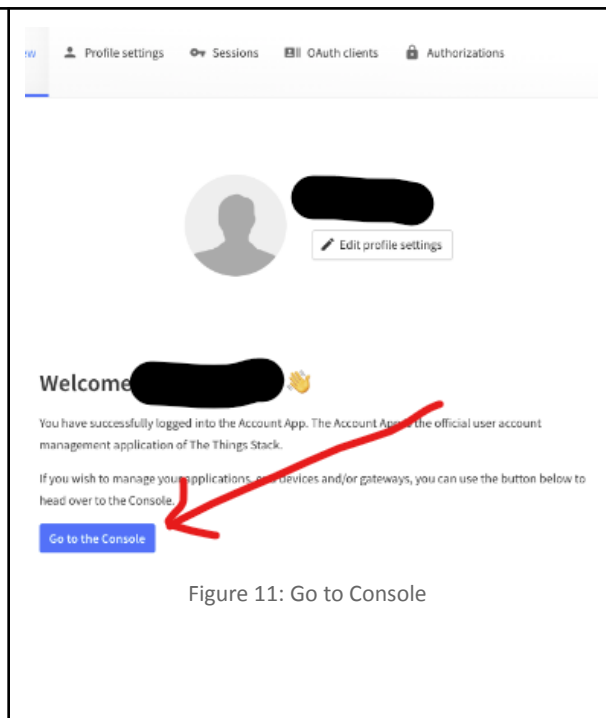 ew Profile settings Sessions OAuth clients Authorizations
Edit profile settings
Welcome 👋
You have successfully logged into the Account App. The Account App the official user account
management application of The Things Stack.
If you wish to manage your applications, devices and/or gateways, you can use the button below to
head over to the Console.
Go to the Console
Figure 11: Go to Console